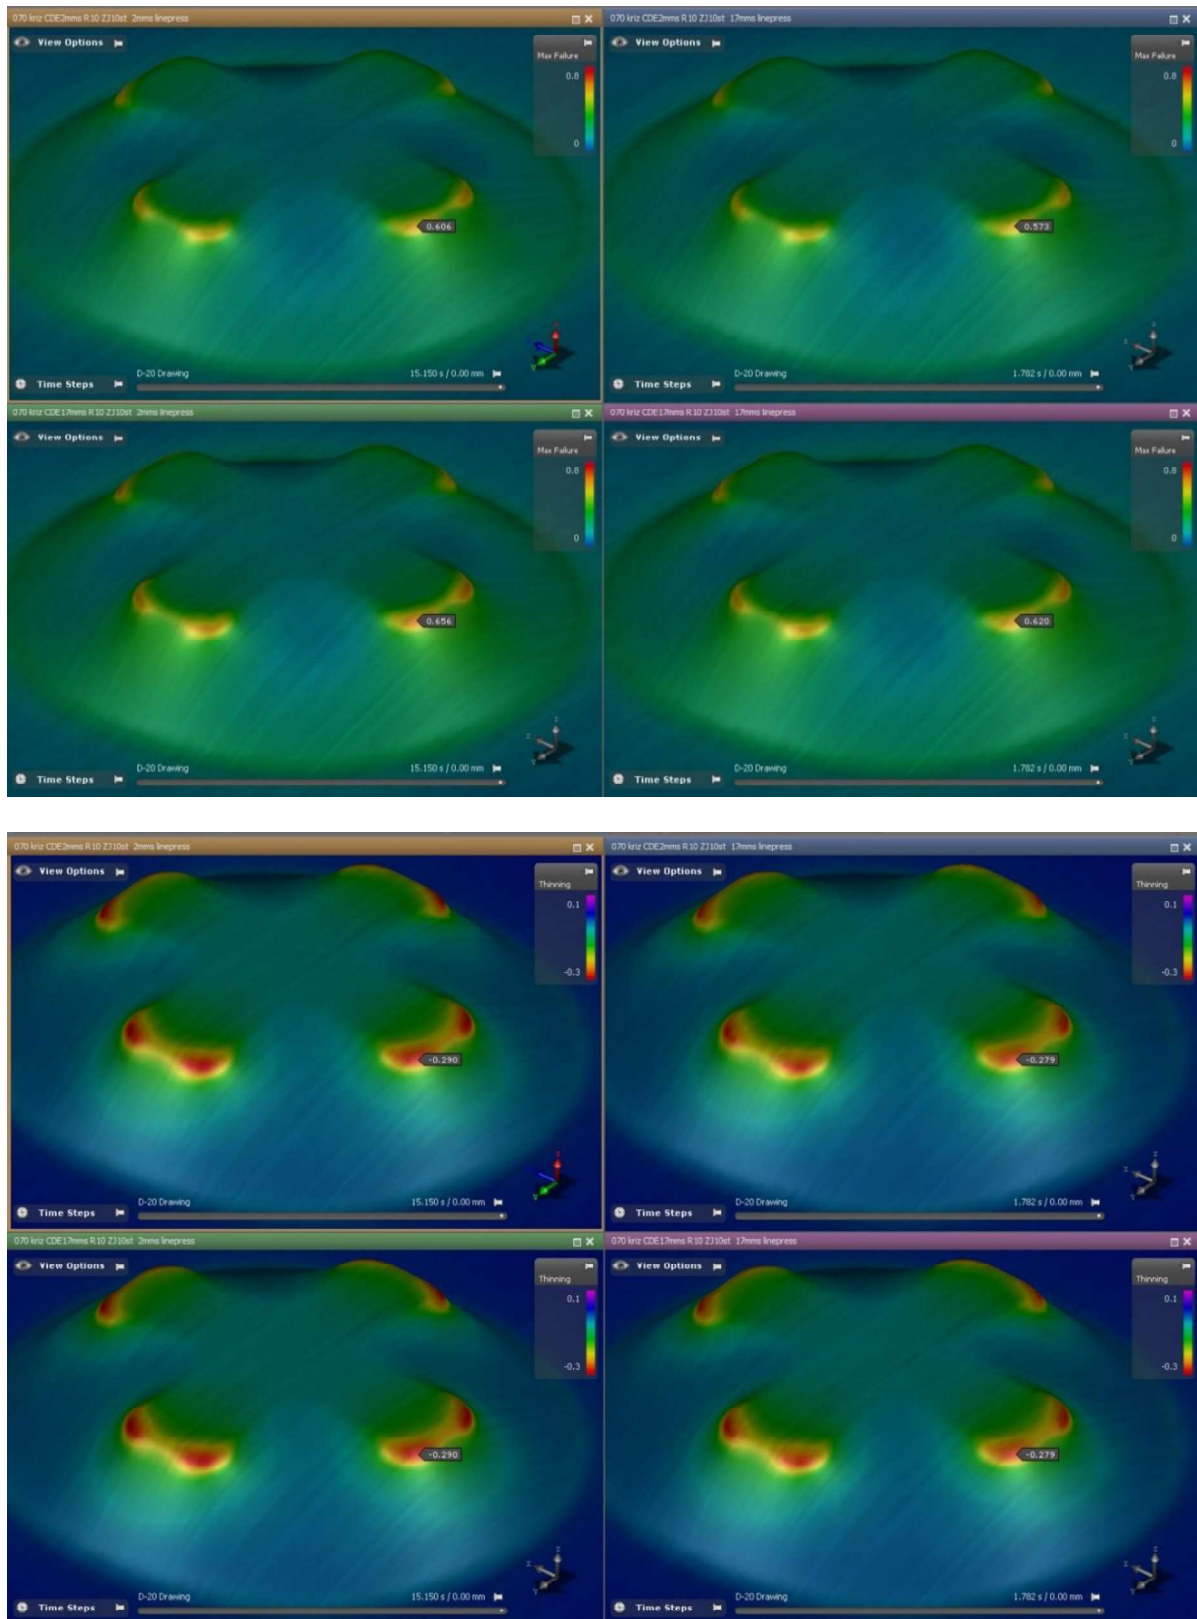 070 kriz CDE2mms R10 ZJ10st 2mms linepress
070 kriz CDE2mms R10 ZJ10st 17mms linepress
View Options
Max Failure
0.8
0
View Options
Max Failure
0.8
0
0.606
0.573
D-20 Drawing
15.150 s / 0.00 mm
Time Steps
D-20 Drawing
1.782 s / 0.00 mm
Time Steps
070 kriz CDE17mms R10 ZJ10st 2mms linepress
070 kriz CDE17mms R10 ZJ10st 17mms linepress
View Options
Max Failure
0.8
0
View Options
Max Failure
0.8
0
0.656
0.620
D-20 Drawing
15.150 s / 0.00 mm
Time Steps
D-20 Drawing
1.782 s / 0.00 mm
Time Steps
070 kriz CDE2mms R10 ZJ10st 2mms linepress
070 kriz CDE2mms R10 ZJ10st 17mms linepress
View Options
Thinning
0.1
-0.3
View Options
Thinning
0.1
-0.3
-0.290
-0.279
D-20 Drawing
15.150 s / 0.00 mm
Time Steps
D-20 Drawing
1.782 s / 0.00 mm
Time Steps
070 kriz CDE17mms R10 ZJ10st 2mms linepress
070 kriz CDE17mms R10 ZJ10st 17mms linepress
View Options
Thinning
0.1
-0.3
View Options
Thinning
0.1
-0.3
-0.290
-0.279
D-20 Drawing
15.150 s / 0.00 mm
Time Steps
D-20 Drawing
1.782 s / 0.00 mm
Time Steps